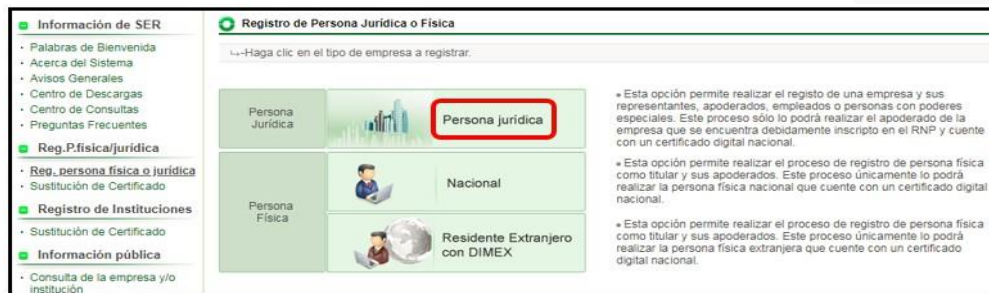 Información de SER
Palabras de Bienvenida
Acerca del Sistema
Avisos Generales
Centro de Descargas
Centro de Consultas
Preguntas Frecuentes
Reg.P.física/jurídica
Reg. persona física o jurídica
Sustitución de Certificado
Registro de Instituciones
Sustitución de Certificado
Información pública
Consulta de la empresa y/o
institución
Registro de Persona Jurídica o Física
-Haga clic en el tipo de empresa a registrar.
Persona
Jurídica
Persona jurídica
Esta opción permite realizar el registo de una empresa y sus
representantes, apoderados, empleados o personas con poderes
especiales. Este proceso sólo lo podrá realizar el apoderado de la
empresa que se encuentra debidamente inscripto en el RNP y cuente
con un certificado digital nacional.
Persona
Física
Nacional
Esta opción permite realizar el proceso de registro de persona física
como titular y sus apoderados. Este proceso únicamente lo podrá
realizar la persona física nacional que cuente con un certificado digital
nacional.
Residente Extranjero
con DIMEX
Esta opción permite realizar el proceso de registro de persona física
como titular y sus apoderados. Este proceso únicamente lo podrá
realizar la persona física extranjera que cuente con un certificado
digital nacional.